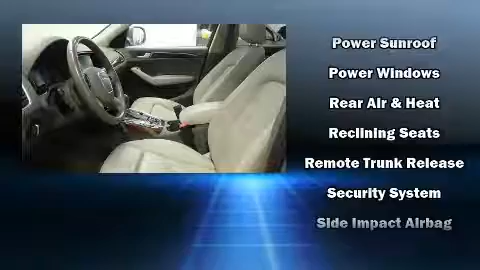 Power Sunroof
Power Windows
Rear Air & Heat
Reclining Seats
Remote Trunk Release
Security System
Side Impact Airbag